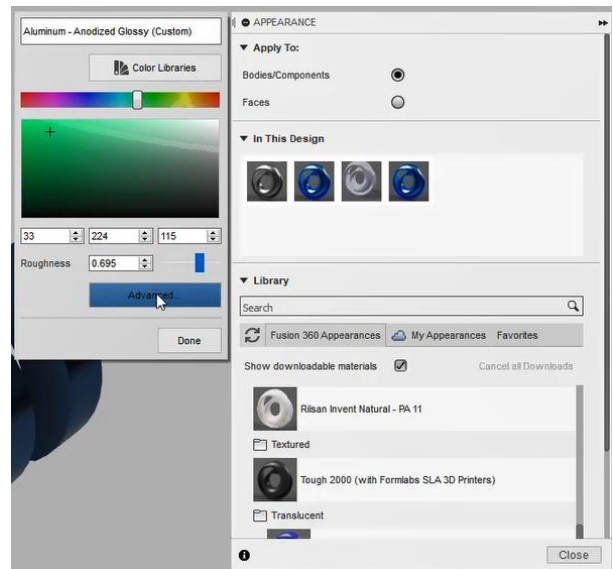 Aluminum - Anodized Glossy (Custom)
Color Libraries
33 224 115
Roughness 0.695
Advanced...
Done
APPEARANCE
Apply To:
Bodies/Components
Faces
In This Design
Library
Search
Fusion 360 Appearances My Appearances Favorites
Show downloadable materials Cancel all Downloads
Rilsan Invent Natural - PA 11
Textured
Tough 2000 (with Formlabs SLA 3D Printers)
Translucent
Close